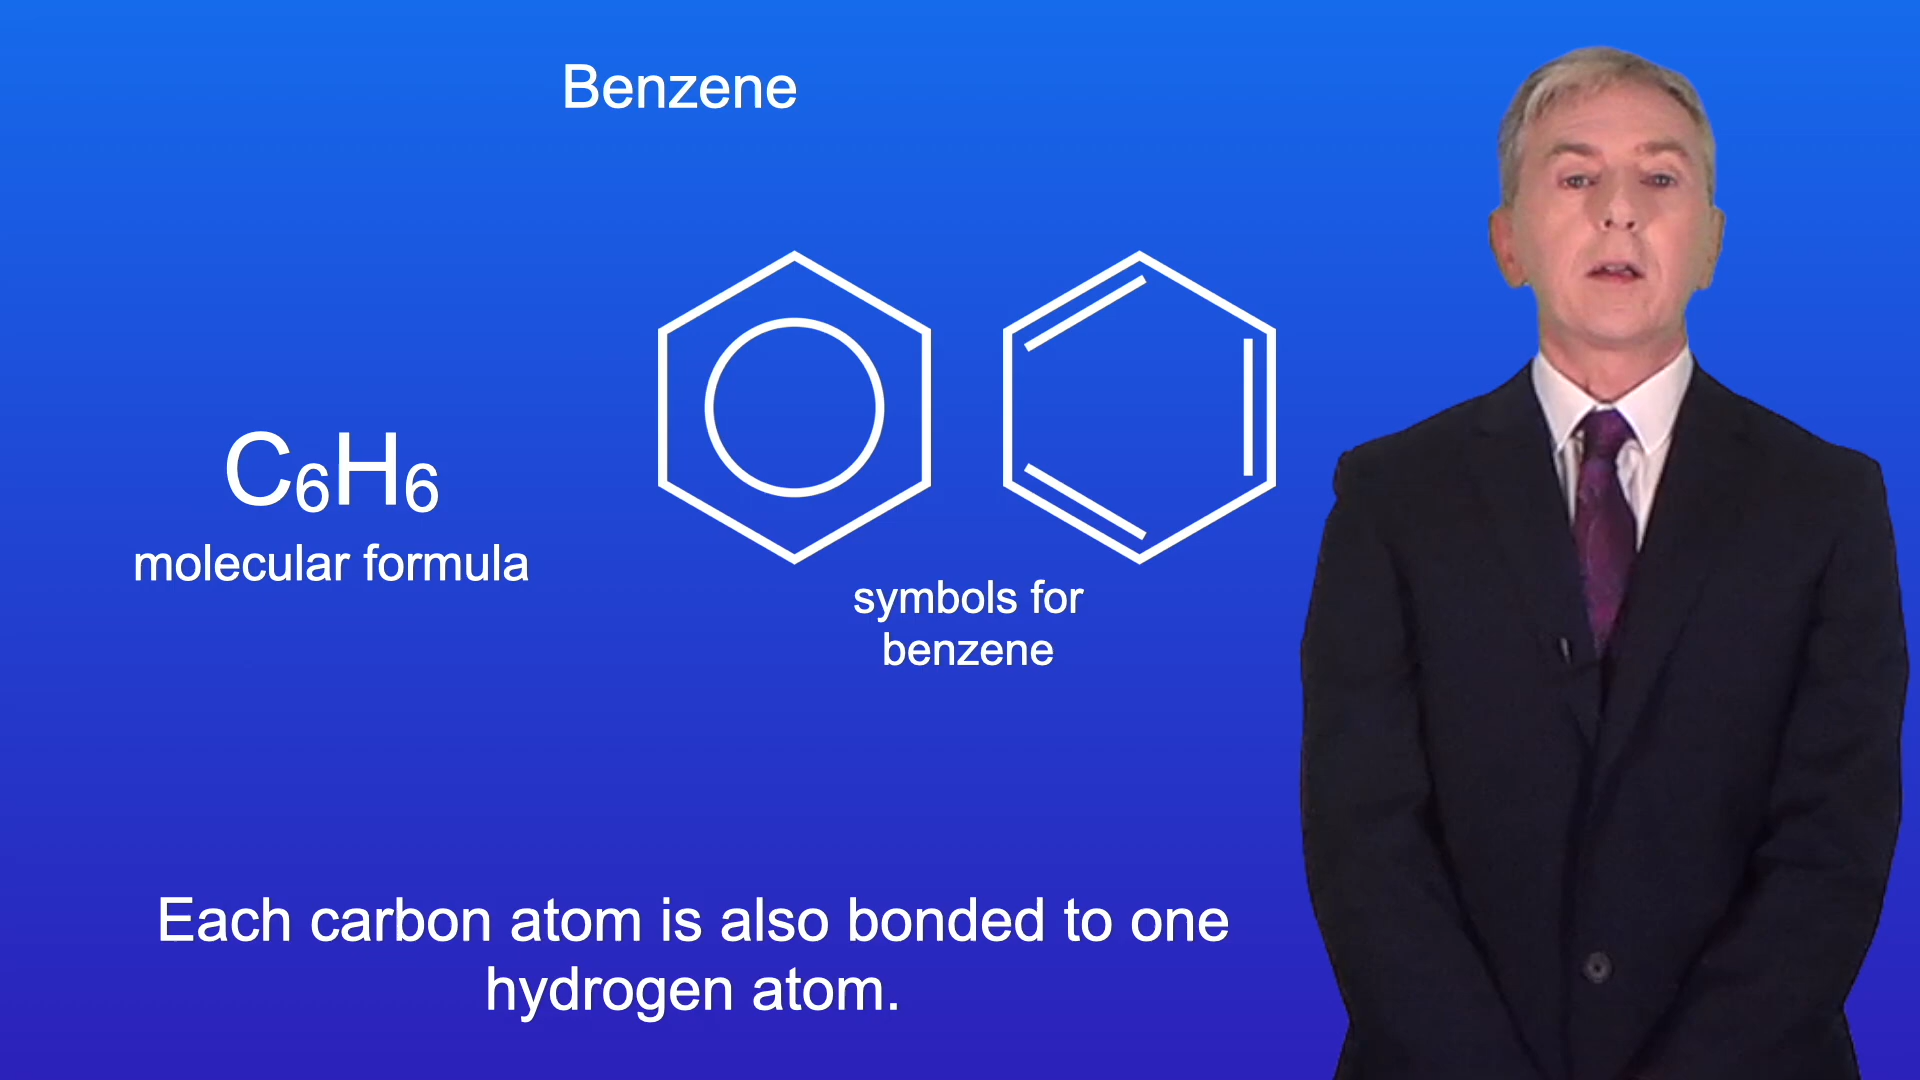 Benzene
C₆H₆
molecular formula
symbols for
benzene
Each carbon atom is also bonded to one
hydrogen atom.